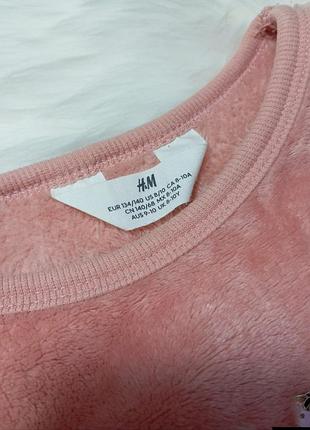 H&M
EUR 134/140 US 8/10 CA 8-10A
CN 140/68 MX 8-10A
AUS 9-10 UK 8-10Y